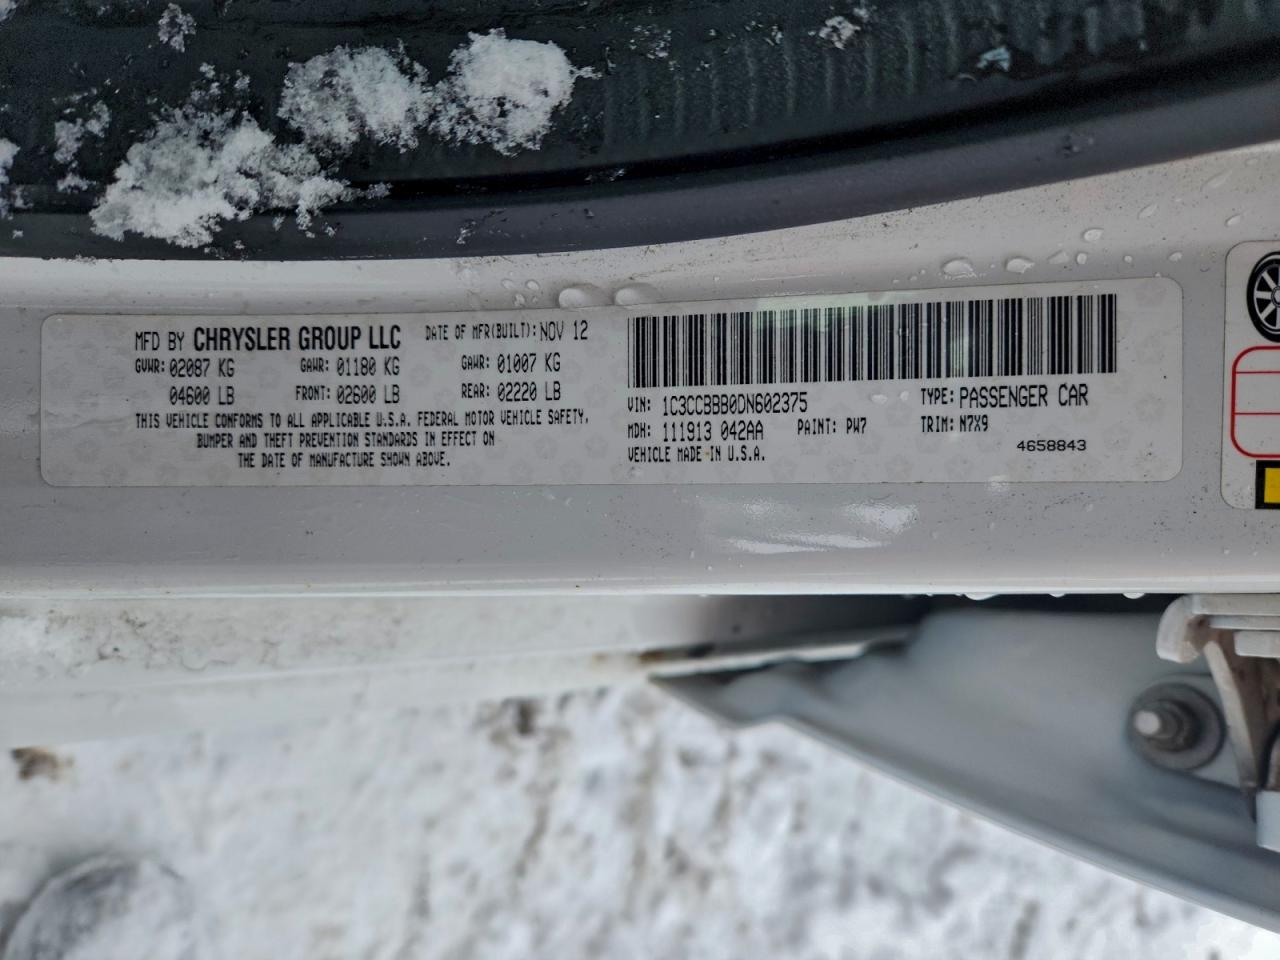 MFD BY CHRYSLER GROUP LLC DATE OF MFR(BUILT): NOV 12
GVWR: 02087 KG GAWR: 01180 KG GAWR: 01007 KG
04600 LB FRONT: 02600 LB REAR: 02220 LB
THIS VEHICLE CONFORMS TO ALL APPLICABLE U.S.A. FEDERAL MOTOR VEHICLE SAFETY,
BUMPER AND THEFT PREVENTION STANDARDS IN EFFECT ON
THE DATE OF MANUFACTURE SHOWN ABOVE.
VIN: 1C3CCBBB0DN602375 TYPE: PASSENGER CAR
MDH: 111913 042AA PAINT: PW7 TRIM: N7X9
VEHICLE MADE IN U.S.A. 4658843